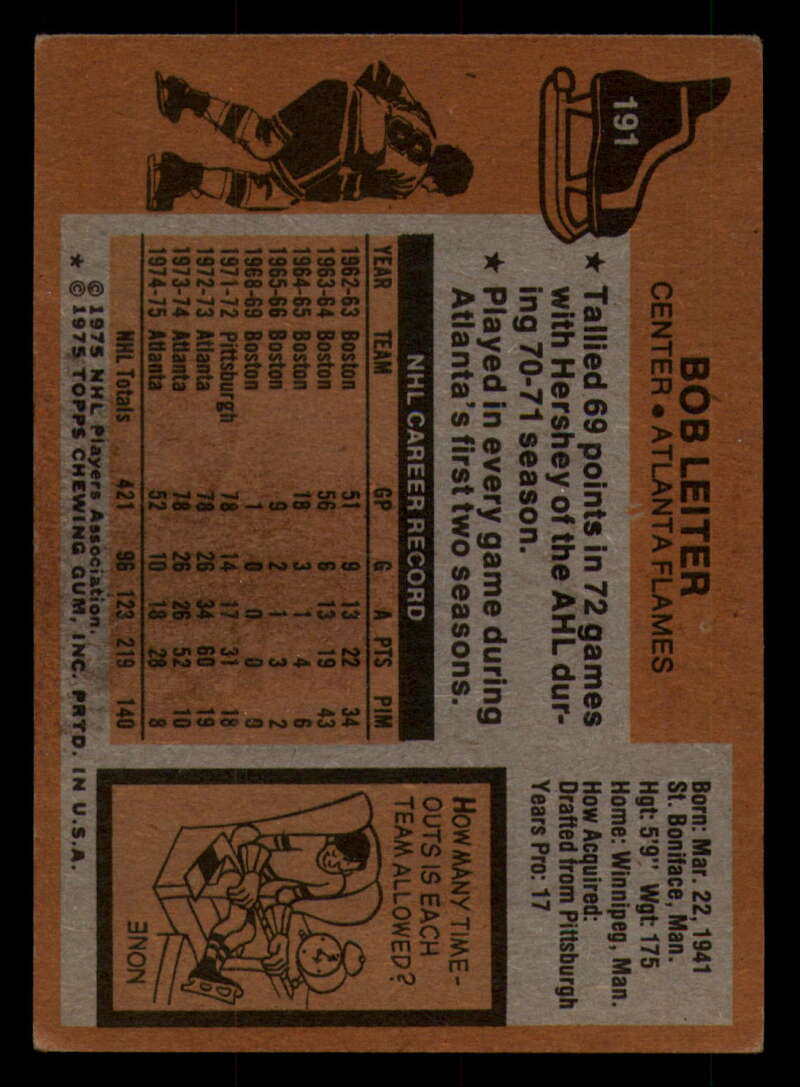 191
BOB LEITER
CENTER • ATLANTA FLAMES
★ Tallied 69 points in 72 games
with Hershey of the AHL dur-
ing 70-71 season.
★ Played in every game during
Atlanta's first two seasons.
Born: Mar. 22, 1941
St. Boniface, Man.
Hgt: 5'9" Wgt: 175
Home: Winnipeg, Man.
How Acquired:
Drafted from Pittsburgh
Years Pro: 17
NHL CAREER RECORD
YEAR TEAM GP G A PTS PIM
1962-63 Boston 51 9 13 22 34
1963-64 Boston 56 6 13 19 43
1964-65 Boston 18 3 1 4 6
1965-66 Boston 9 2 1 3 2
1968-69 Boston 1 0 0 0 0
1971-72 Pittsburgh 78 14 17 31 18
1972-73 Atlanta 78 26 34 60 19
1973-74 Atlanta 78 26 26 52 10
1974-75 Atlanta 52 10 18 28 8
NHL Totals 421 96 123 219 140
© 1975 NHL Players Association.
* © 1975 TOPPS CHEWING GUM, INC. PRTD. IN U.S.A.
HOW MANY TIME-
OUTS IS EACH
TEAM ALLOWED?
NONE
8